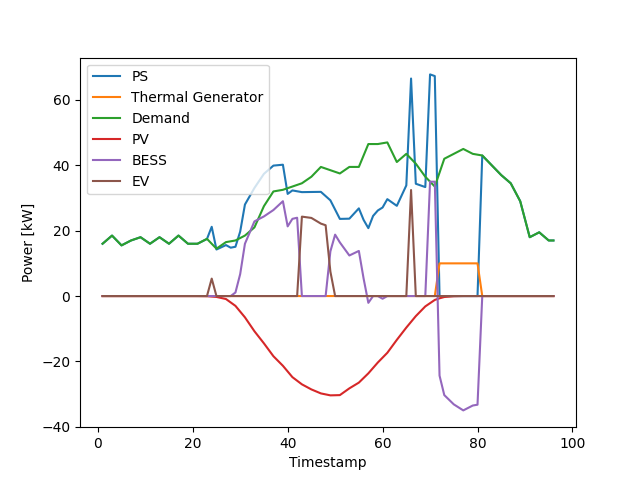 PS
Thermal Generator
Demand
PV
BESS
EV
Power [kW]
60
40
20
0
−20
−40
0 20 40 60 80 100
Timestamp